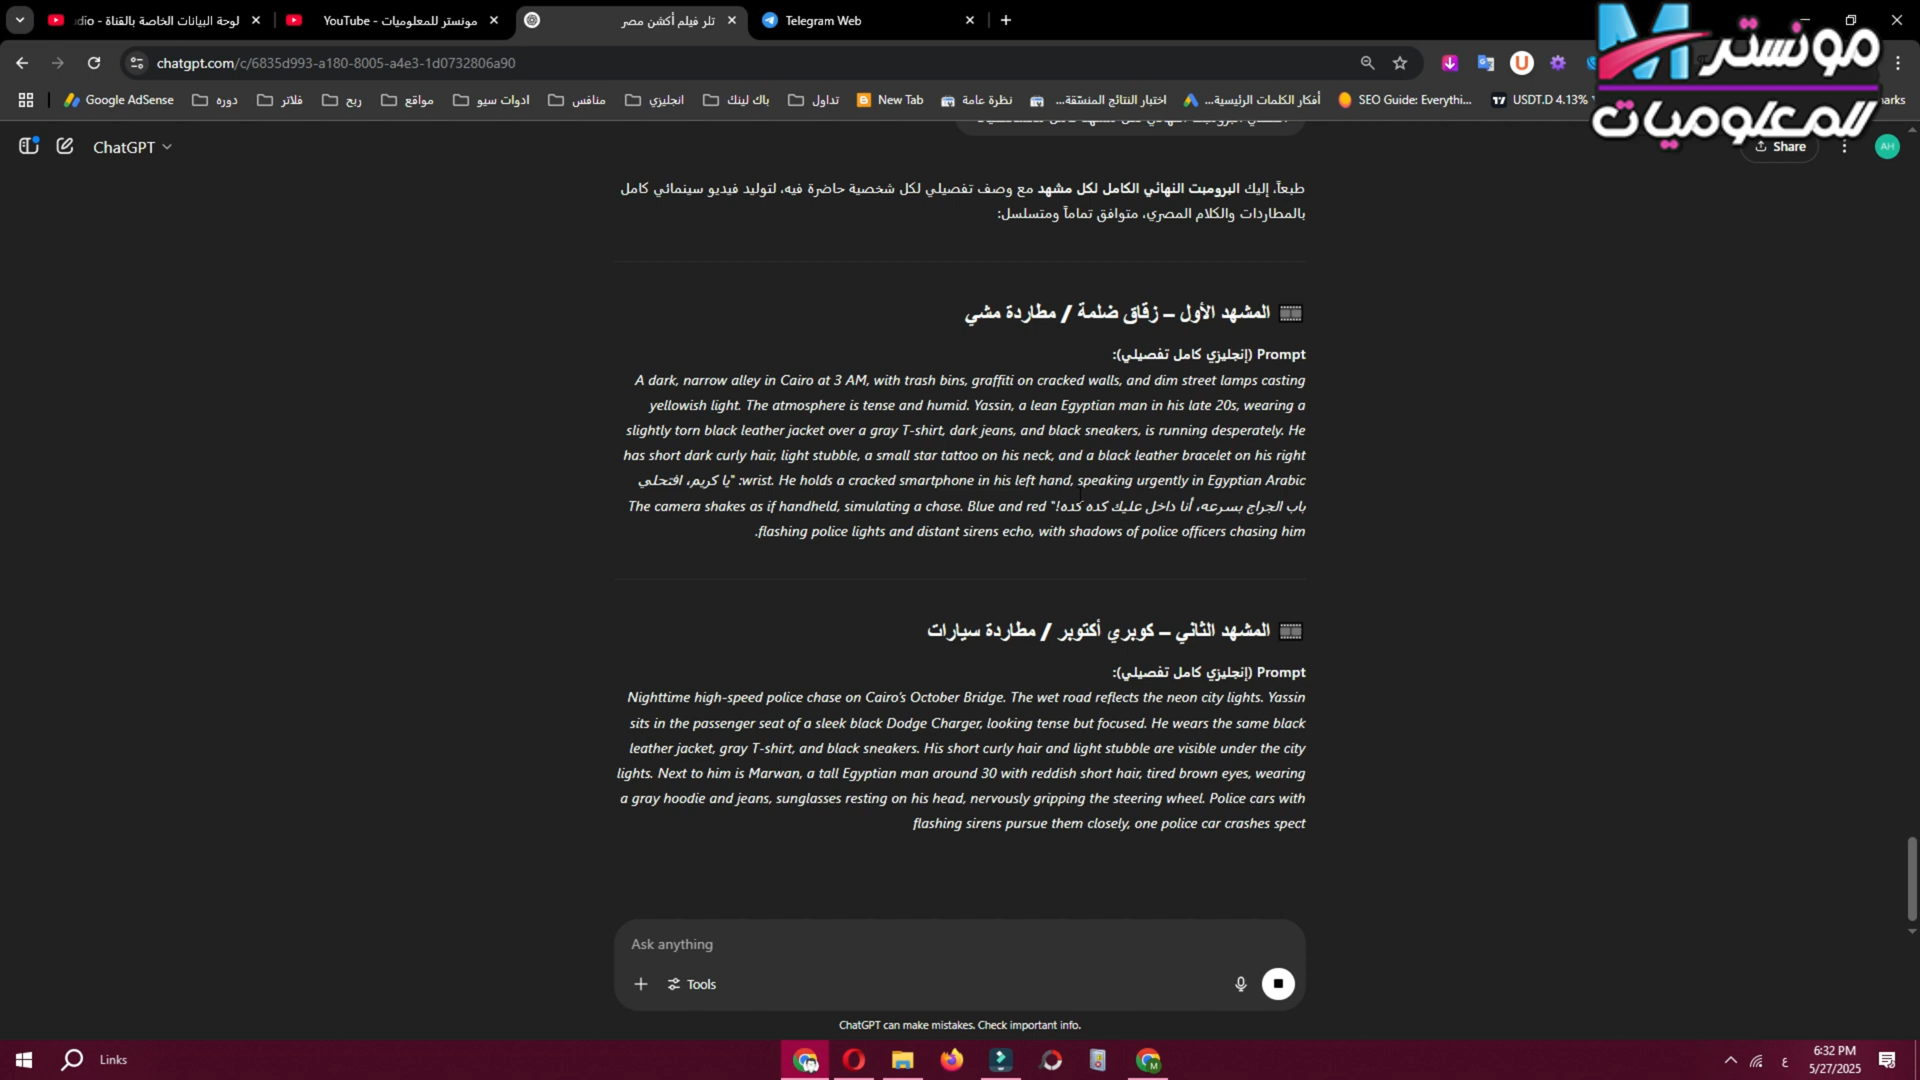 لوحة البيانات الخاصة بالقناة - dio
مونستر للمعلوميات - YouTube
تلر فيلم أكشن مصر
Telegram Web
chatgpt.com/c/6835d993-a180-8005-a4e3-1d0732806a90
Google AdSense
دوره
فلاتر
ربح
مواقع
ادوات سيو
منافس
انجليزي
باك لينك
تداول
New Tab
نظرة عامة
اختبار النتائج المنسّقة...
أفكار الكلمات الرئيسية...
SEO Guide: Everythi...
USDT.D 4.13%
arks
مونستر
للمعلوميات
ChatGPT
Share
AH
طبعاً، إليك البرومبت النهائي الكامل لكل مشهد مع وصف تفصيلي لكل شخصية حاضرة فيه، لتوليد فيديو سينمائي كامل
بالمطاردات والكلام المصري، متوافق تماماً ومتسلسل:
المشهد الأول – زقاق ضلمة / مطاردة مشي
Prompt (إنجليزي كامل تفصيلي):
A dark, narrow alley in Cairo at 3 AM, with trash bins, graffiti on cracked walls, and dim street lamps casting
yellowish light. The atmosphere is tense and humid. Yassin, a lean Egyptian man in his late 20s, wearing a
slightly torn black leather jacket over a gray T-shirt, dark jeans, and black sneakers, is running desperately. He
has short dark curly hair, light stubble, a small star tattoo on his neck, and a black leather bracelet on his right
wrist. He holds a cracked smartphone in his left hand, speaking urgently in Egyptian Arabic: "يا كريم، افتحلي
باب الجراج بسرعه، أنا داخل عليك كده كده!" The camera shakes as if handheld, simulating a chase. Blue and red
flashing police lights and distant sirens echo, with shadows of police officers chasing him.
المشهد الثاني – كوبري أكتوبر / مطاردة سيارات
Prompt (إنجليزي كامل تفصيلي):
Nighttime high-speed police chase on Cairo's October Bridge. The wet road reflects the neon city lights. Yassin
sits in the passenger seat of a sleek black Dodge Charger, looking tense but focused. He wears the same black
leather jacket, gray T-shirt, and black sneakers. His short curly hair and light stubble are visible under the city
lights. Next to him is Marwan, a tall Egyptian man around 30 with reddish short hair, tired brown eyes, wearing
a gray hoodie and jeans, sunglasses resting on his head, nervously gripping the steering wheel. Police cars with
flashing sirens pursue them closely, one police car crashes spect
Ask anything
Tools
ChatGPT can make mistakes. Check important info.
Links
ع
6:32 PM
5/27/2025